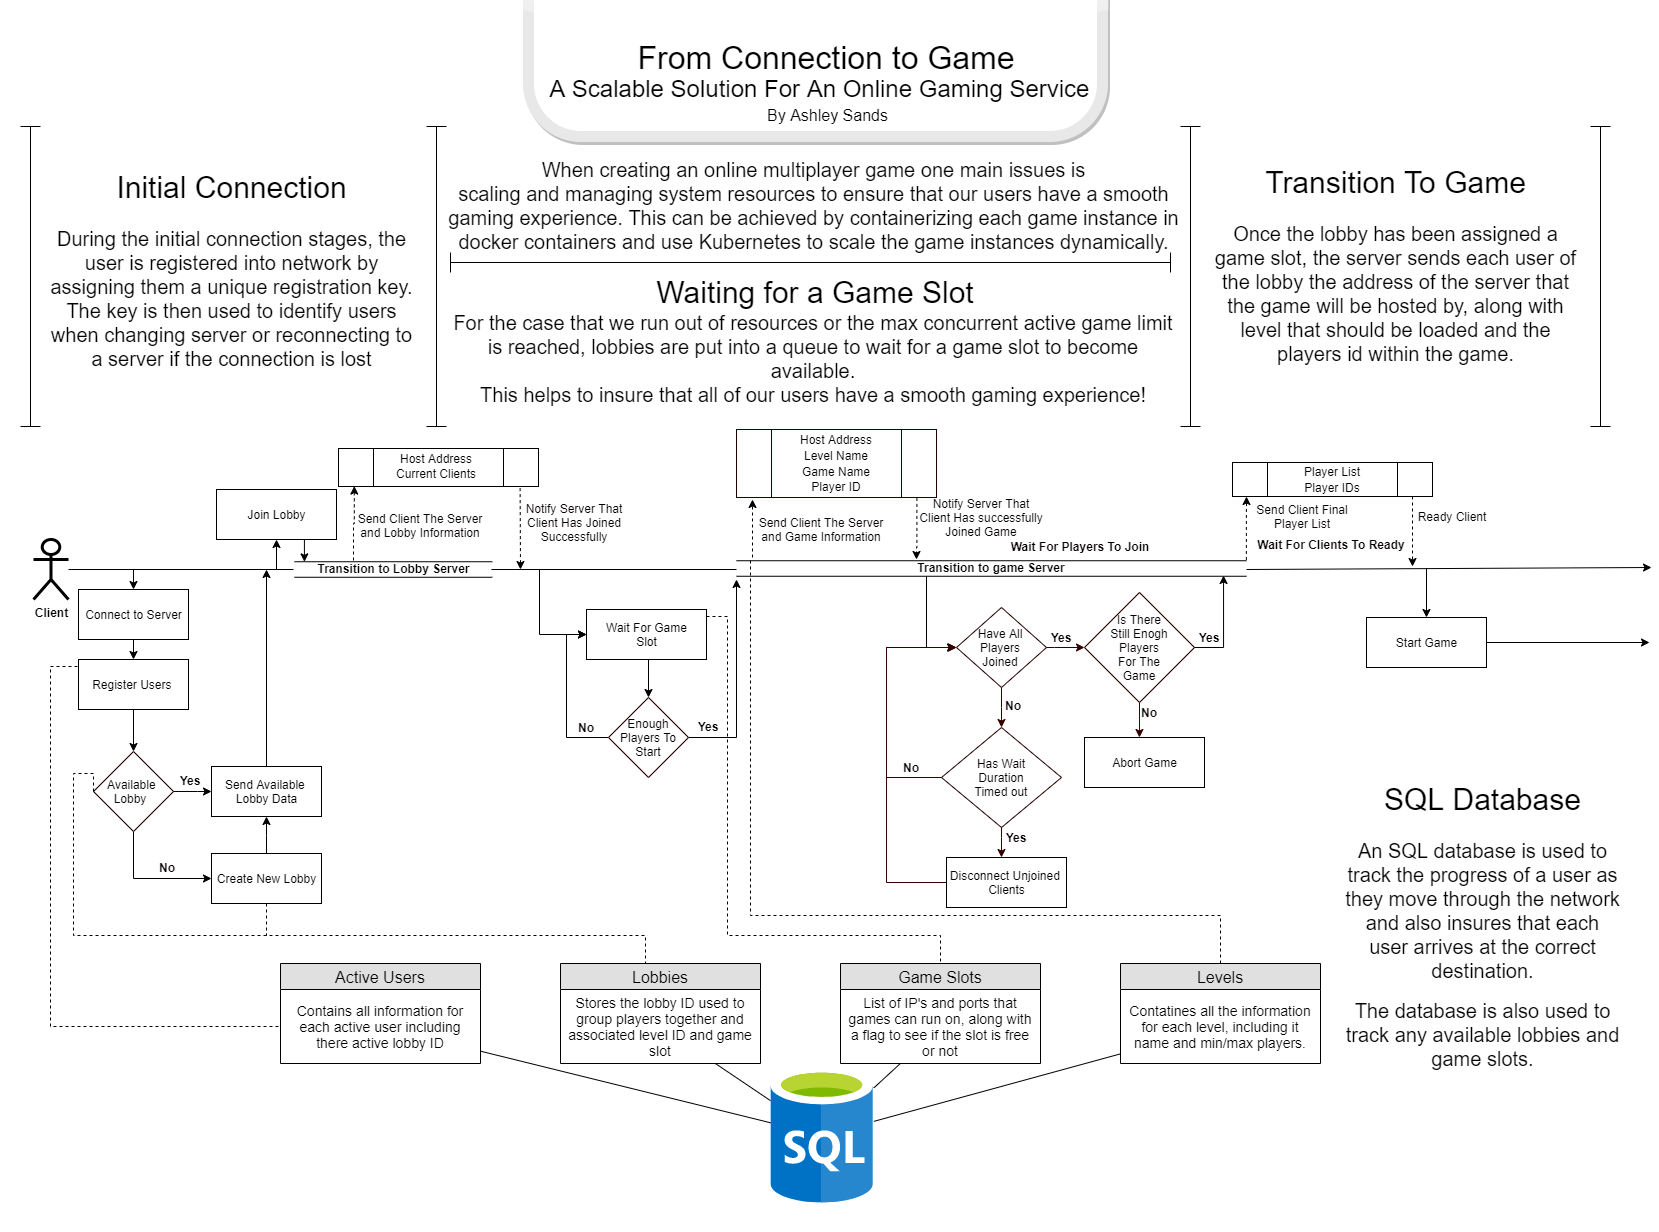 From Connection to Game
A Scalable Solution For An Online Gaming Service
By Ashley Sands
Initial Connection
During the initial connection stages, the
user is registered into network by
assigning them a unique registration key.
The key is then used to identify users
when changing server or reconnecting to
a server if the connection is lost
When creating an online multiplayer game one main issues is
scaling and managing system resources to ensure that our users have a smooth
gaming experience. This can be achieved by containerizing each game instance in
docker containers and use Kubernetes to scale the game instances dynamically.
Waiting for a Game Slot
For the case that we run out of resources or the max concurrent active game limit
is reached, lobbies are put into a queue to wait for a game slot to become
available.
This helps to insure that all of our users have a smooth gaming experience!
Transition To Game
Once the lobby has been assigned a
game slot, the server sends each user of
the lobby the address of the server that
the game will be hosted by, along with
level that should be loaded and the
players id within the game.
Host Address
Current Clients
Host Address
Level Name
Game Name
Player ID
Player List
Player IDs
Join Lobby
Send Client The Server
and Lobby Information
Notify Server That
Client Has Joined
Successfully
Send Client The Server
and Game Information
Notify Server That
Client Has successfully
Joined Game
Wait For Players To Join
Send Client Final
Player List
Wait For Clients To Ready
Ready Client
Client
Transition to Lobby Server
Transition to game Server
Connect to Server
Register Users
Available
Lobby
Yes
No
Send Available
Lobby Data
Create New Lobby
Wait For Game
Slot
Enough
Players To
Start
No
Yes
Have All
Players
Joined
Yes
No
Is There
Still Enogh
Players
For The
Game
Yes
No
Abort Game
Has Wait
Duration
Timed out
No
Yes
Disconnect Unjoined
Clients
Start Game
SQL Database
An SQL database is used to
track the progress of a user as
they move through the network
and also insures that each
user arrives at the correct
destination.
The database is also used to
track any available lobbies and
game slots.
Active Users
Contains all information for
each active user including
there active lobby ID
Lobbies
Stores the lobby ID used to
group players together and
associated level ID and game
slot
Game Slots
List of IP's and ports that
games can run on, along with
a flag to see if the slot is free
or not
Levels
Contatines all the information
for each level, including it
name and min/max players.
SQL